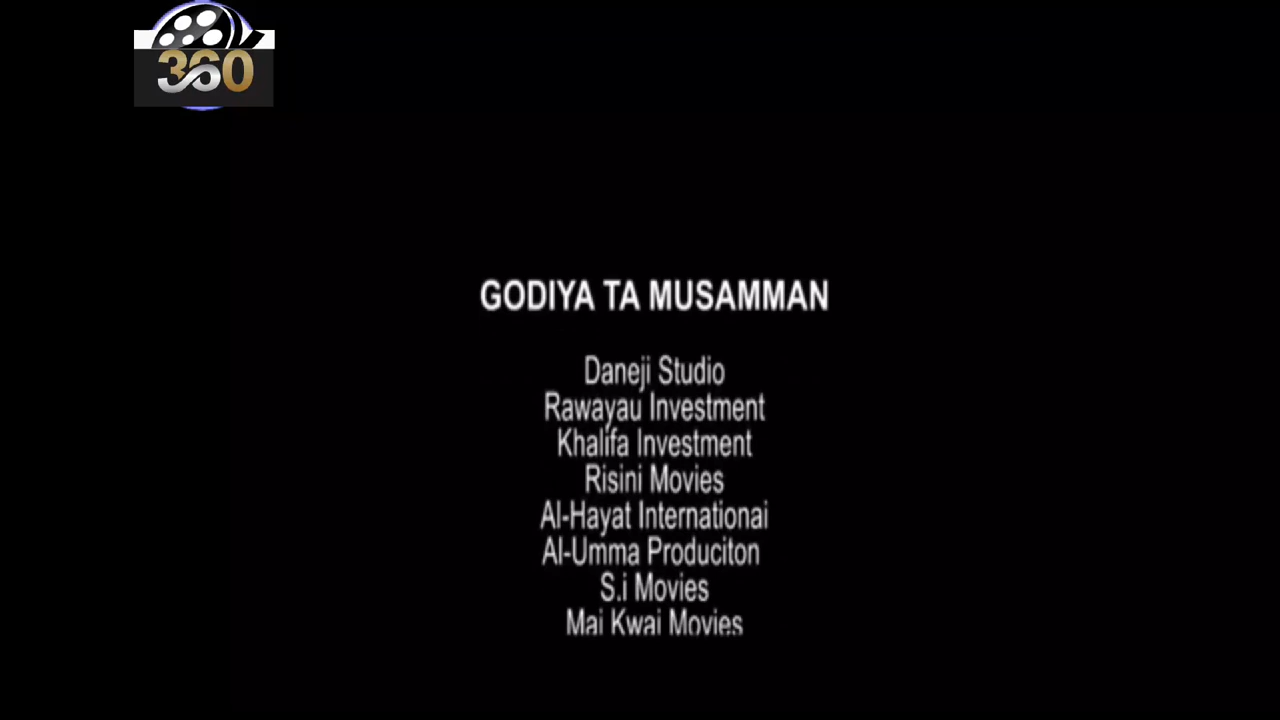 360
GODIYA TA MUSAMMAN
Daneji Studio
Rawayau Investment
Khalifa Investment
Risini Movies
Al-Hayat Internationai
Al-Umma Produciton
S.i Movies
Mai Kwai Movies